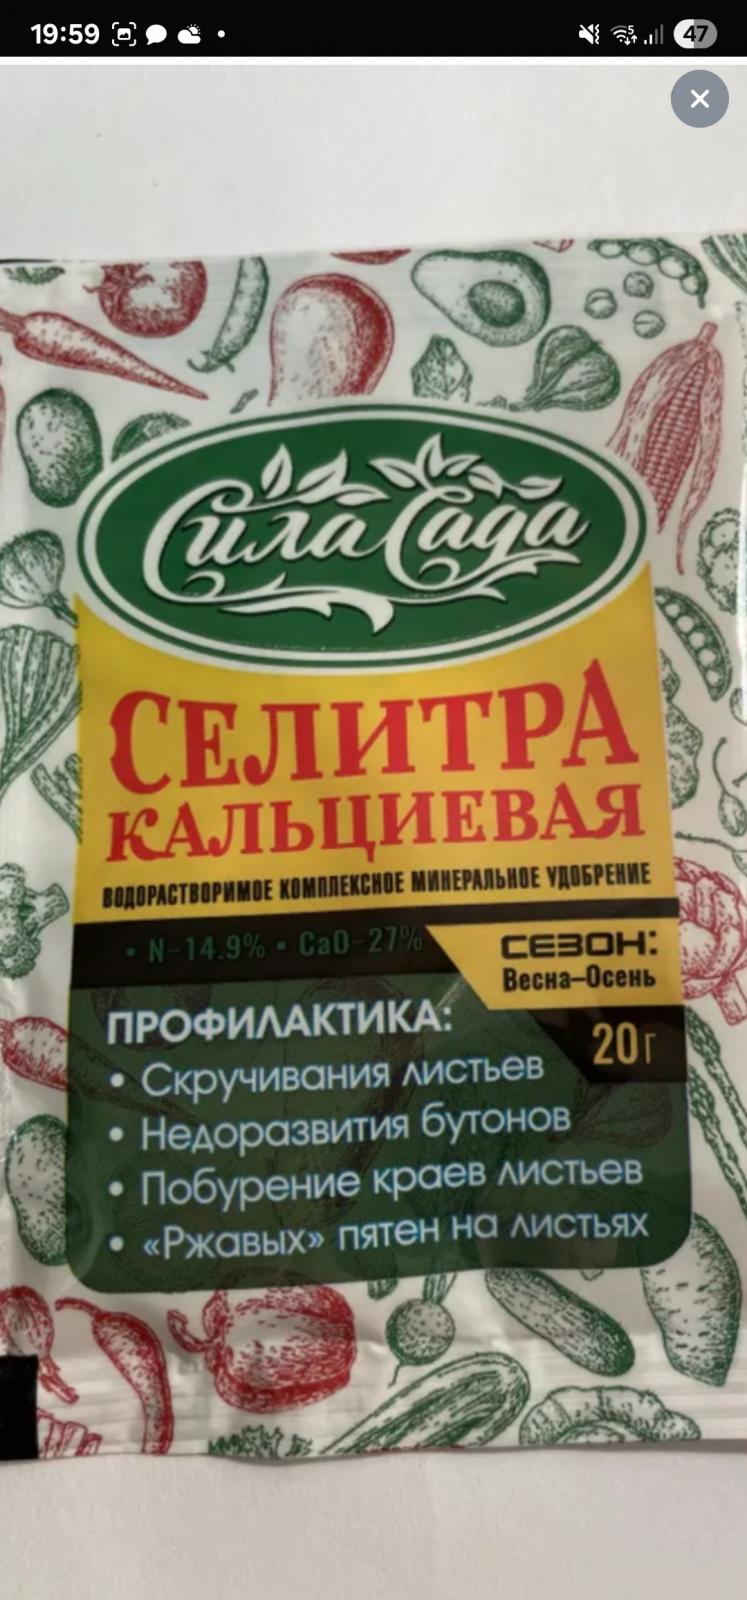 19:59
47
Сила Сада
СЕЛИТРА
КАЛЬЦИЕВАЯ
ВОДОРАСТВОРИМОЕ КОМПЛЕКСНОЕ МИНЕРАЛЬНОЕ УДОБРЕНИЕ
• N-14.9% • CaO-27%
СЕЗОН:
Весна-Осень
20г
ПРОФИЛАКТИКА:
• Скручивания листьев
• Недоразвития бутонов
• Побурение краев листьев
• «Ржавых» пятен на листьях